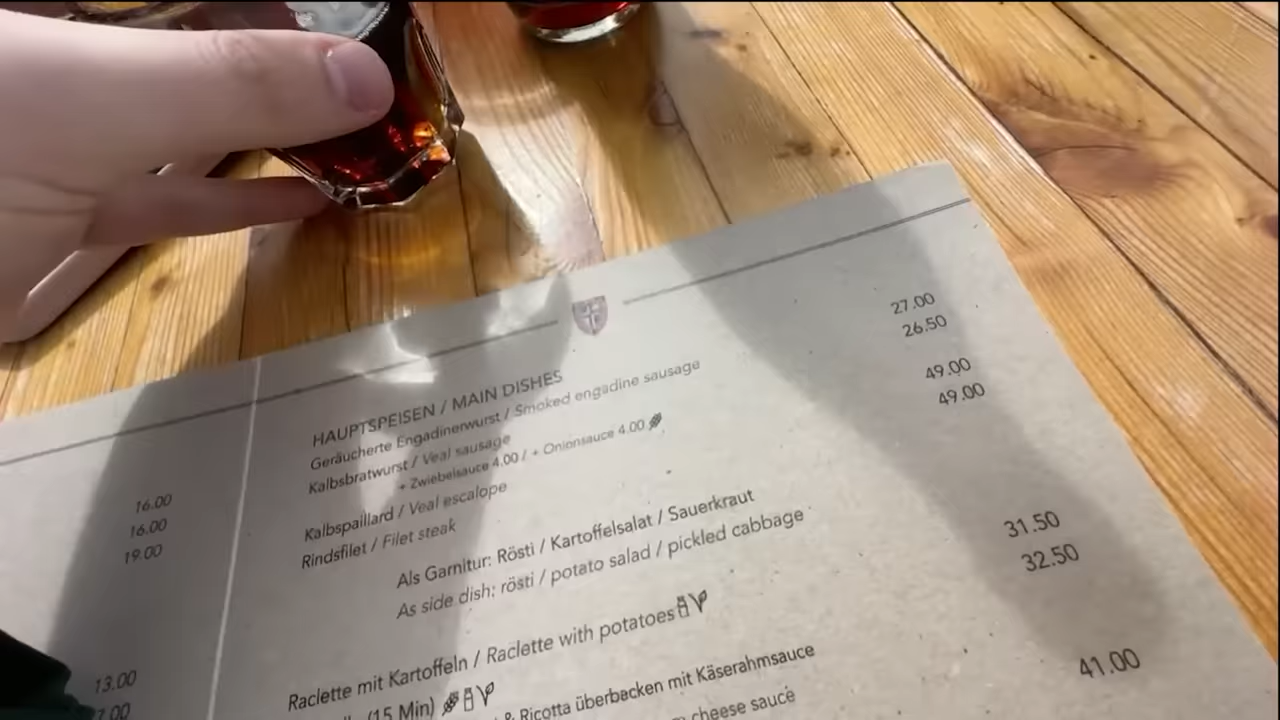 HAUPTSPEISEN / MAIN DISHES
Geräucherte Engadinerwurst / Smoked engadine sausage 27.00
Kalbsbratwurst / Veal sausage 26.50
+ Zwiebelsauce 4.00 / + Onionsauce 4.00
Kalbspaillard / Veal escalope 49.00
Rindsfilet / Filet steak 49.00
Als Garnitur: Rösti / Kartoffelsalat / Sauerkraut
As side dish: rösti / potato salad / pickled cabbage
Raclette mit Kartoffeln / Raclette with potatoes 31.50
(15 Min) 32.50
& Ricotta überbacken mit Käserahmsauce 41.00
cheese sauce
16.00
16.00
19.00
13.00
7.00